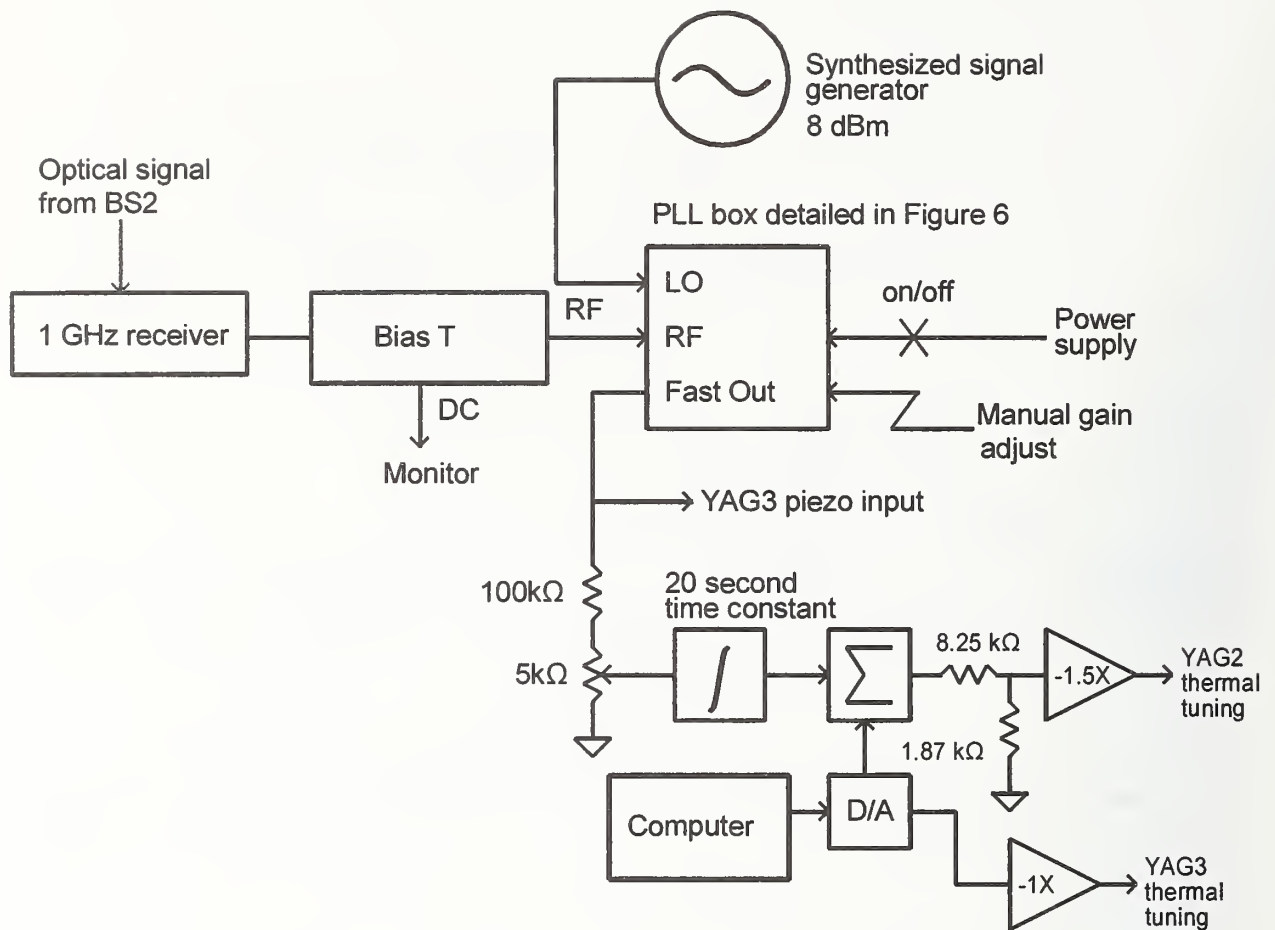 Synthesized signal
generator
8 dBm
Optical signal
from BS2
PLL box detailed in Figure 6
LO
on/off
1 GHz receiver
Bias T
RF
RF
Power
supply
Fast Out
DC
Manual gain
adjust
Monitor
YAG3 piezo input
100kΩ
20 second
time constant
8.25 kΩ
5kΩ
∫
Σ
-1.5X
YAG2
thermal
tuning
1.87 kΩ
Computer
D/A
-1X
YAG3
thermal
tuning